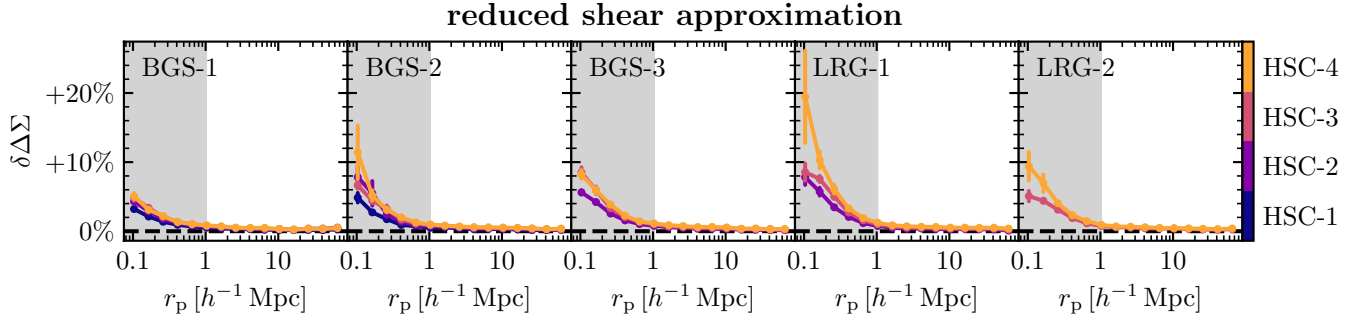 reduced shear approximation
BGS-1 BGS-2 BGS-3 LRG-1 LRG-2
δΔΣ
+20%
+10%
0%
0.1 1 10 0.1 1 10 0.1 1 10 0.1 1 10 0.1 1 10
r_p [h⁻¹ Mpc] r_p [h⁻¹ Mpc] r_p [h⁻¹ Mpc] r_p [h⁻¹ Mpc] r_p [h⁻¹ Mpc]
HSC-4
HSC-3
HSC-2
HSC-1